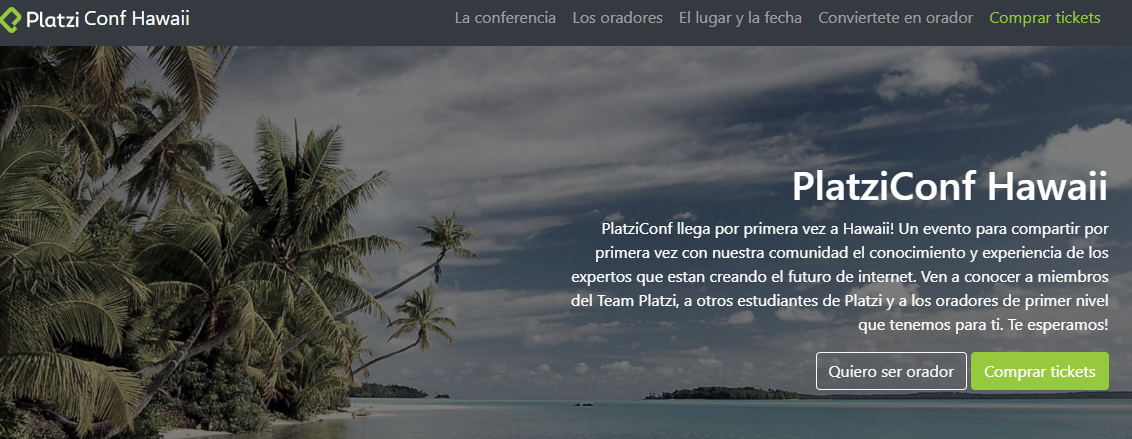 Platzi Conf Hawaii
La conferencia Los oradores El lugar y la fecha Conviertete en orador Comprar tickets
PlatziConf Hawaii
PlatziConf llega por primera vez a Hawaii! Un evento para compartir por
primera vez con nuestra comunidad el conocimiento y experiencia de los
expertos que estan creando el futuro de internet. Ven a conocer a miembros
del Team Platzi, a otros estudiantes de Platzi y a los oradores de primer nivel
que tenemos para ti. Te esperamos!
Quiero ser orador Comprar tickets